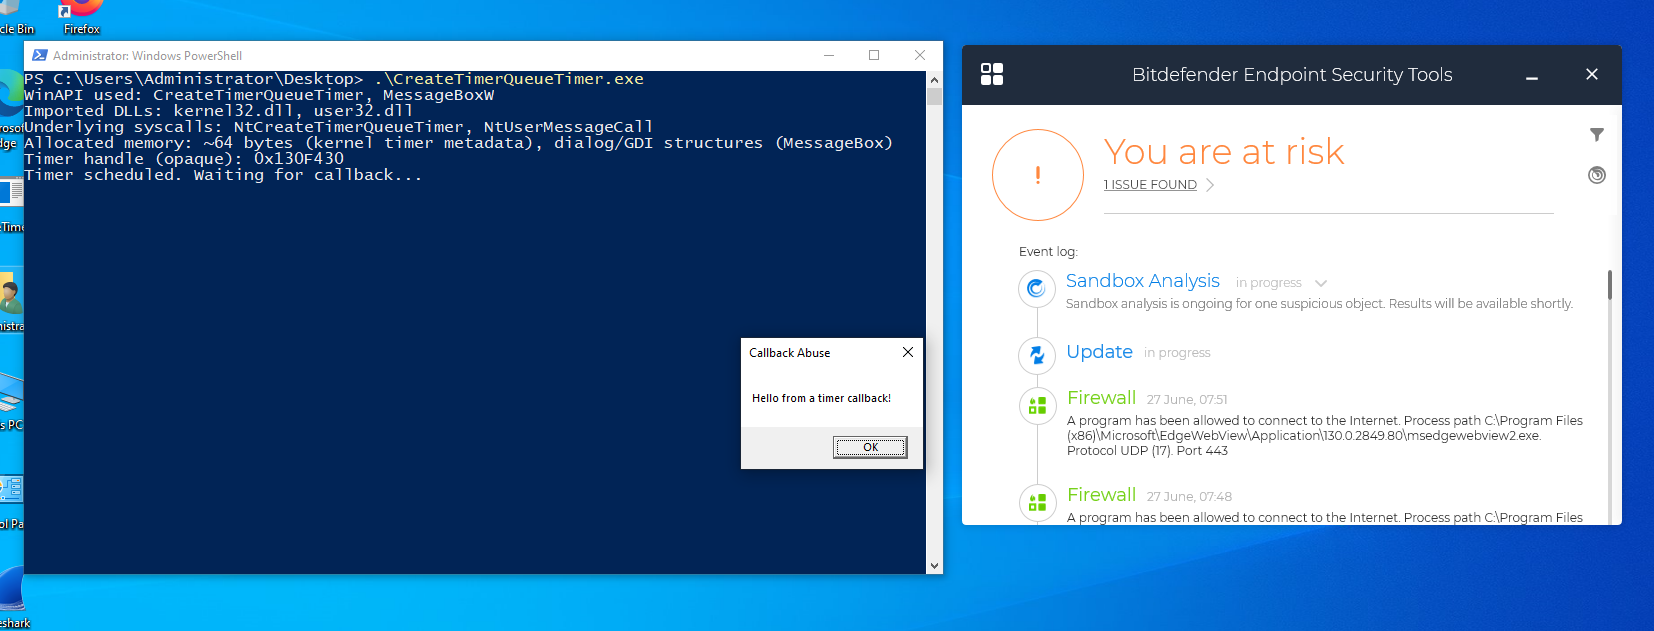 cle Bin
Firefox
Administrator: Windows PowerShell
PS C:\Users\Administrator\Desktop> .\CreateTimerQueueTimer.exe
WinAPI used: CreateTimerQueueTimer, MessageBoxW
Imported DLLs: kernel32.dll, user32.dll
Underlying syscalls: NtCreateTimerQueueTimer, NtUserMessageCall
Allocated memory: ~64 bytes (kernel timer metadata), dialog/GDI structures (MessageBox)
Timer handle (opaque): 0x130F430
Timer scheduled. Waiting for callback...
rosof
dge
eTime
nistra
s PC
ol Pa
eshark
Callback Abuse
Hello from a timer callback!
OK
Bitdefender Endpoint Security Tools
You are at risk
1 ISSUE FOUND
Event log:
Sandbox Analysis in progress
Sandbox analysis is ongoing for one suspicious object. Results will be available shortly.
Update in progress
Firewall 27 June, 07:51
A program has been allowed to connect to the Internet. Process path C:\Program Files
(x86)\Microsoft\EdgeWebView\Application\130.0.2849.80\msedgewebview2.exe.
Protocol UDP (17). Port 443
Firewall 27 June, 07:48
A program has been allowed to connect to the Internet. Process path C:\Program Files